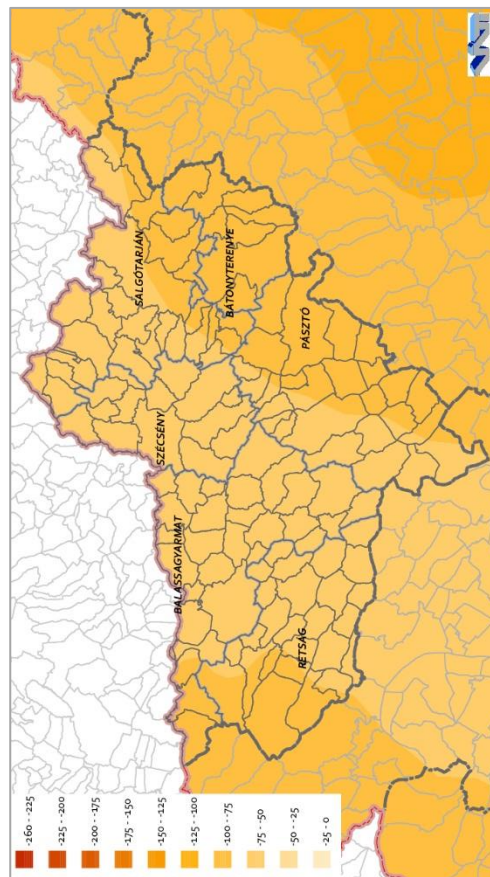 -260 - -225
-225 - -200
-200 - -175
-175 - -150
-150 - -125
-125 - -100
-100 - -75
-75 - -50
-50 - -25
-25 - 0
BALASSAGYARMAT
SZÉCSÉNY
SALGÓTARJÁN
RÉTSÁG
BÁTONYTERENYE
PÁSZTÓ